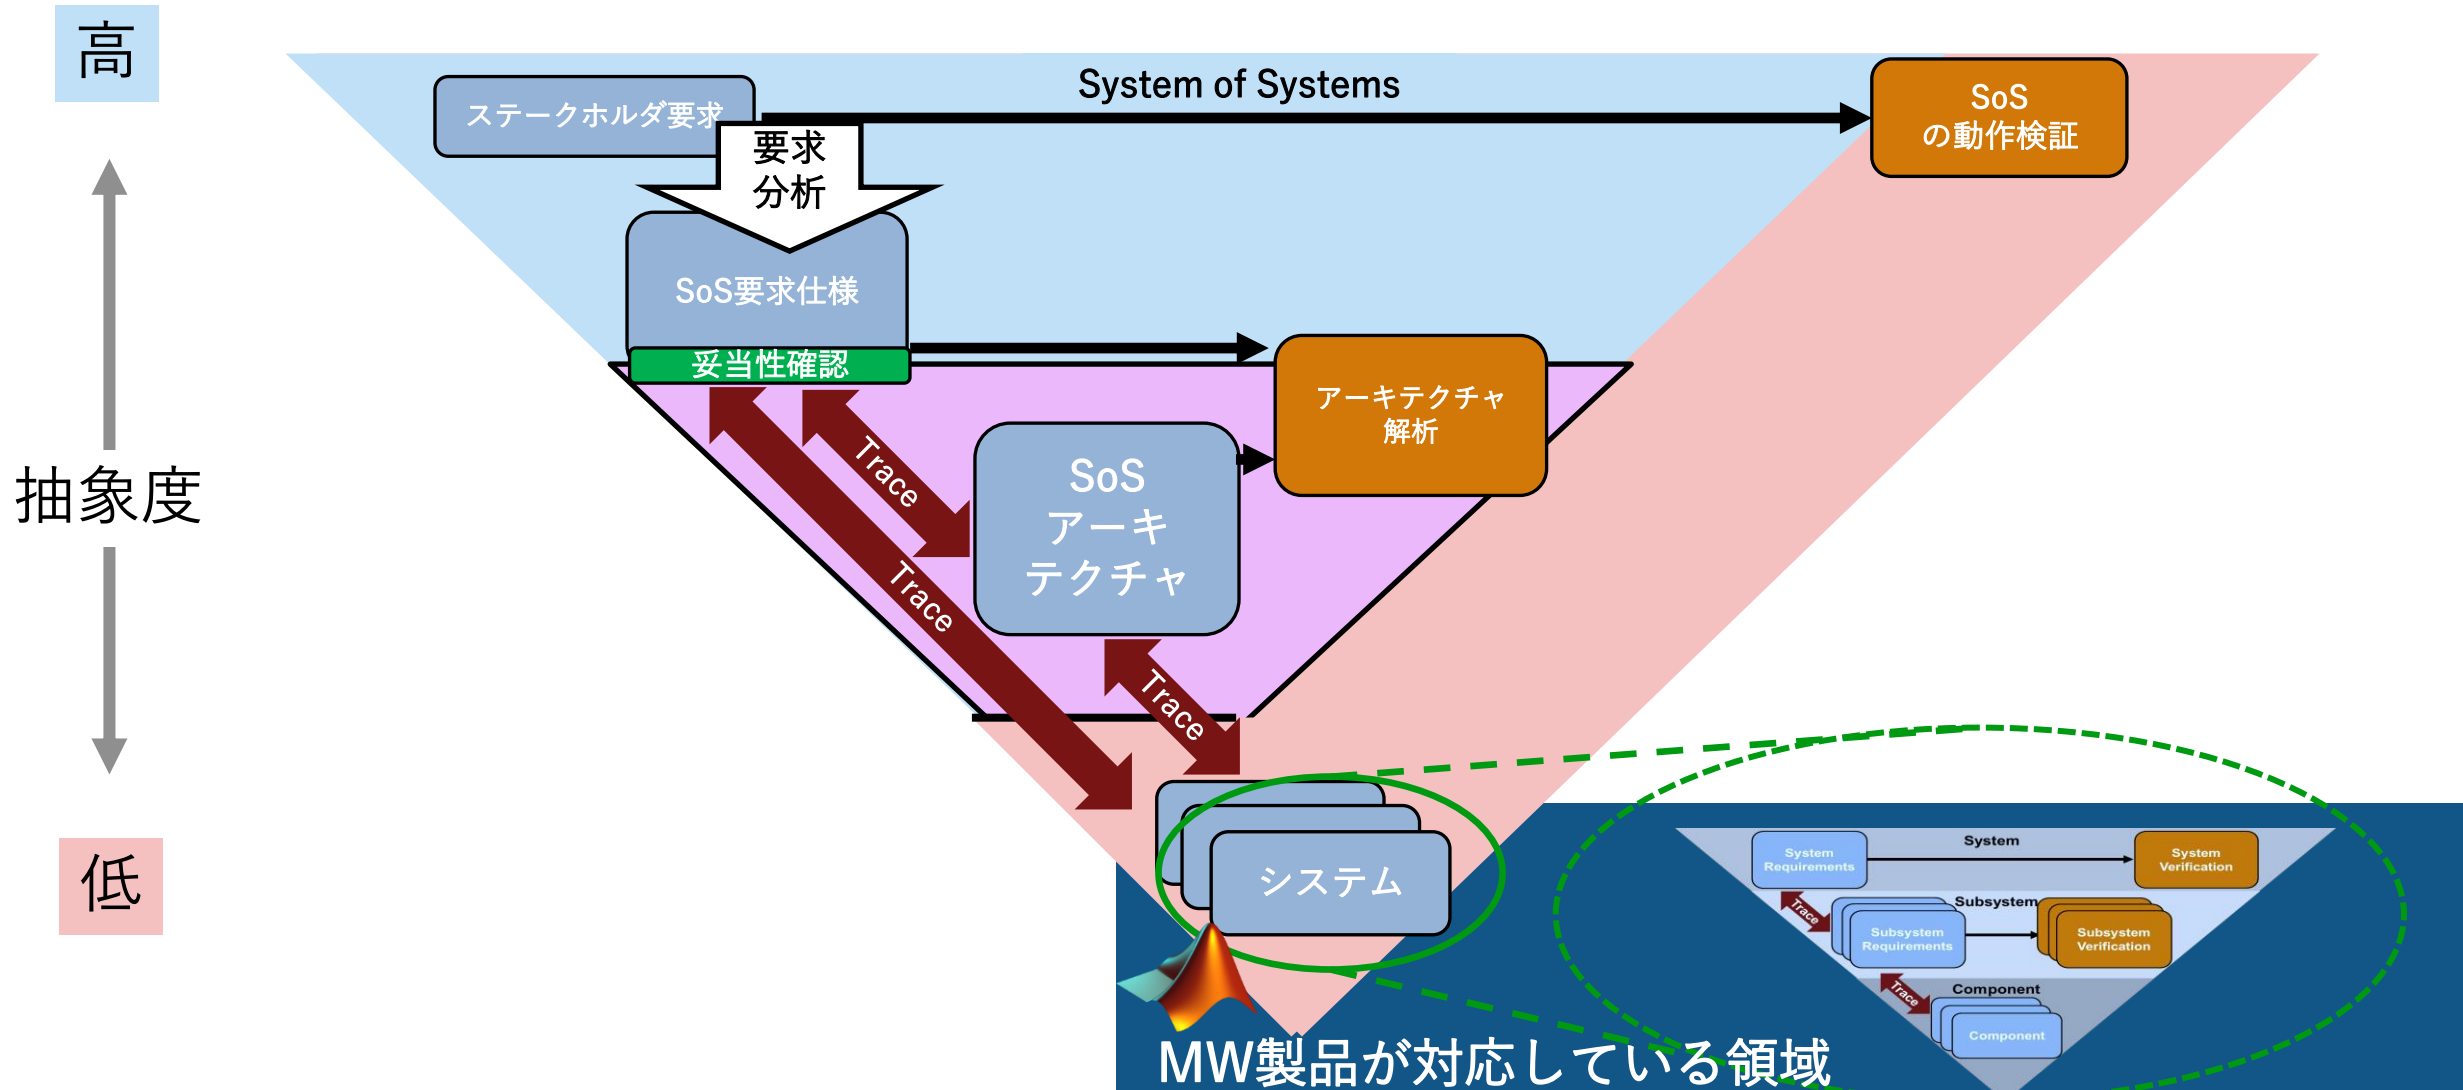 高
System of Systems
ステークホルダ要求
SoS
の動作検証
要求
分析
SoS要求仕様
妥当性確認
アーキテクチャ
解析
Trace
SoS
アーキ
テクチャ
抽象度
Trace
Trace
低
システム
System
System
Requirements
System
Verification
Trace
Subsystem
Subsystem
Requirements
Subsystem
Verification
Trace
Component
Component
MW製品が対応している領域